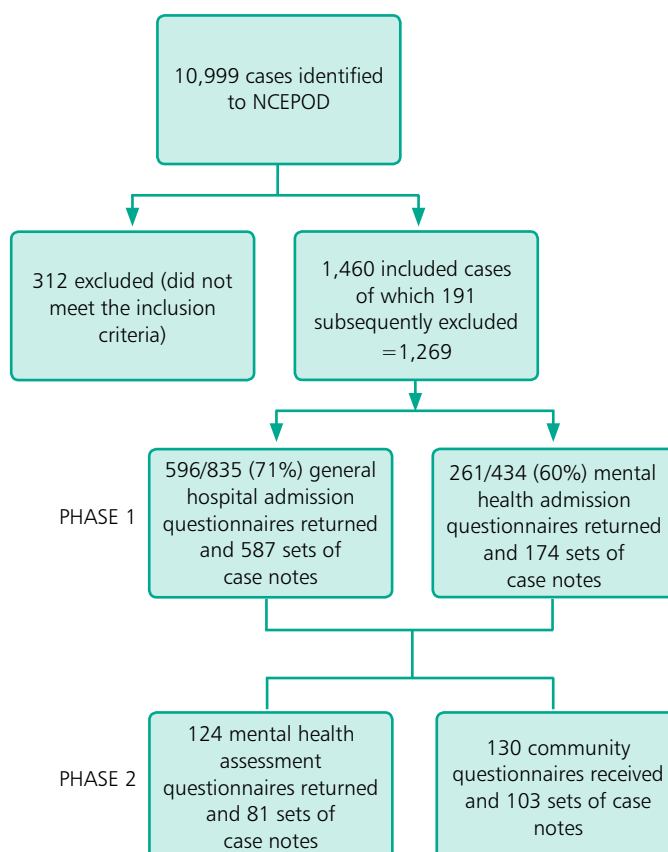 10,999 cases identified
to NCEPOD
312 excluded (did not
meet the inclusion
criteria)
1,460 included cases
of which 191
subsequently excluded
=1,269
PHASE 1
596/835 (71%) general
hospital admission
questionnaires returned
and 587 sets of
case notes
261/434 (60%) mental
health admission
questionnaires returned
and 174 sets of
case notes
PHASE 2
124 mental health
assessment
questionnaires returned
and 81 sets of
case notes
130 community
questionnaires received
and 103 sets of case
notes